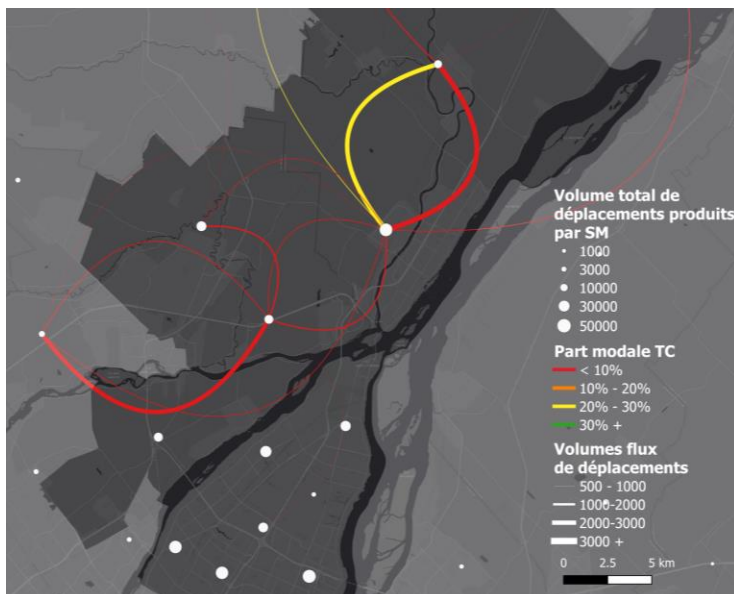 Volume total de
déplacements produits
par SM
1000
3000
10000
30000
50000
Part modale TC
< 10%
10% - 20%
20% - 30%
30% +
Volumes flux
de déplacements
500 - 1000
1000-2000
2000-3000
3000 +
0 2.5 5 km